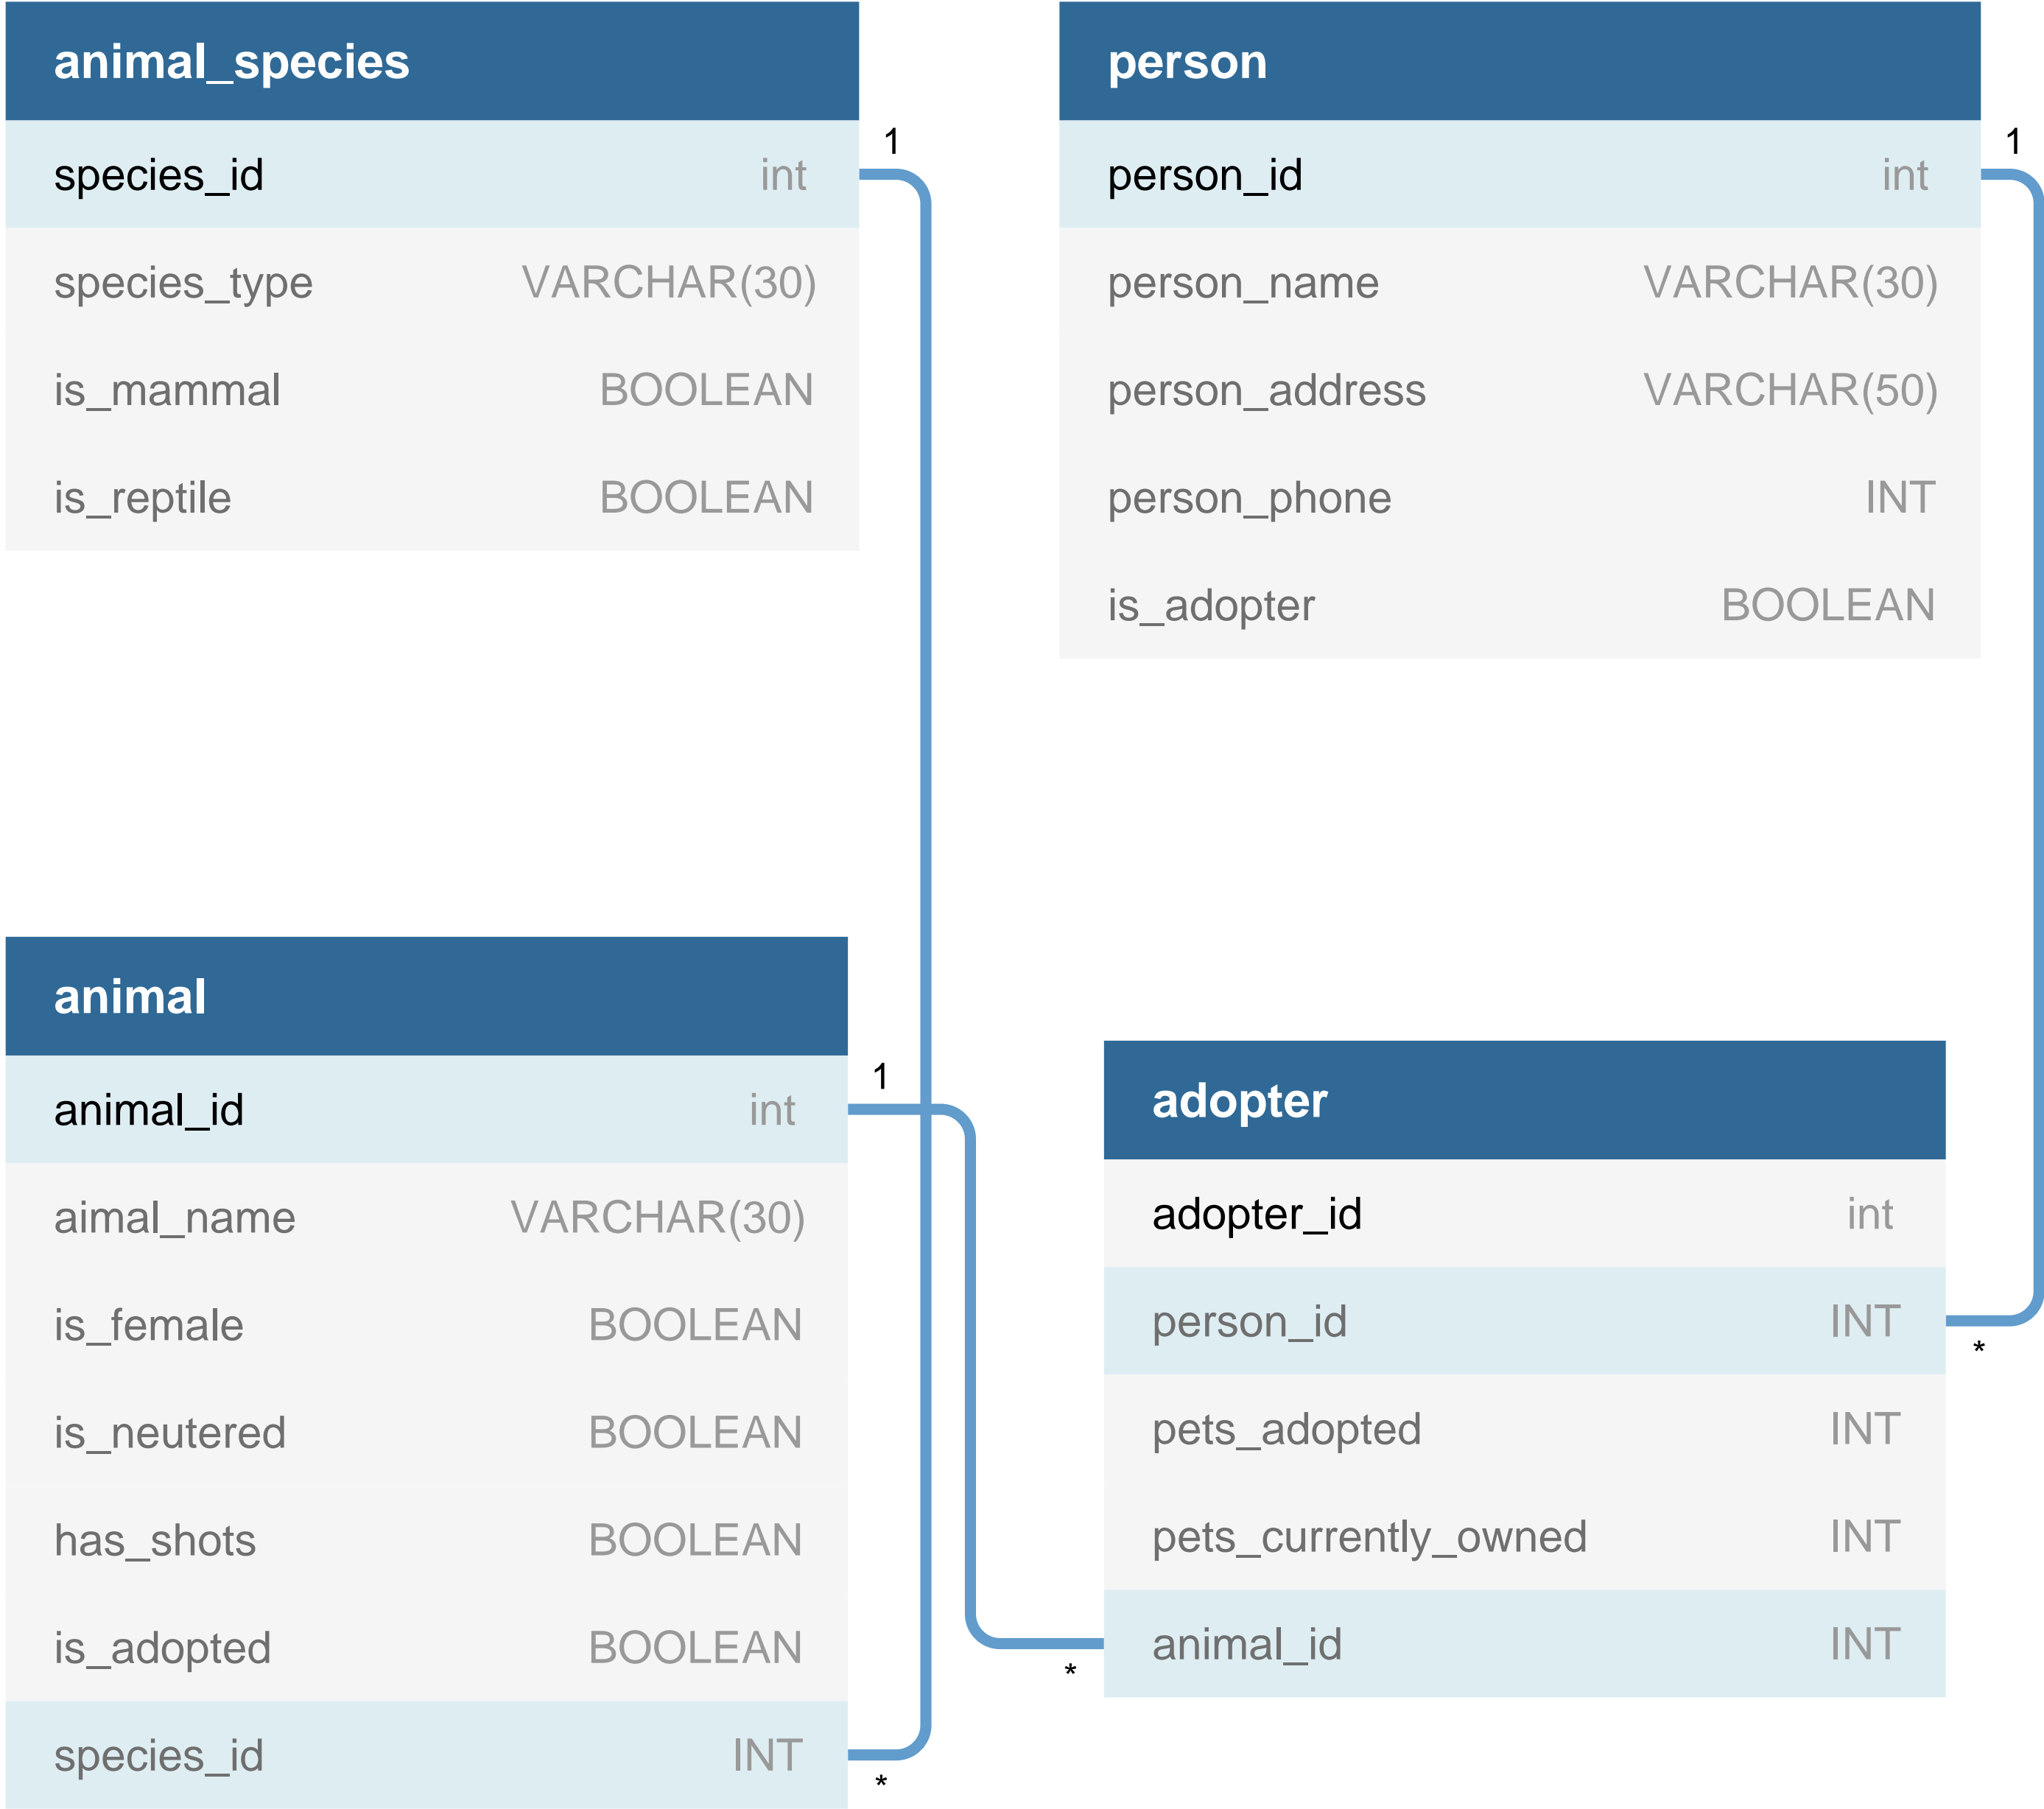 animal_species
species_id int
species_type VARCHAR(30)
is_mammal BOOLEAN
is_reptile BOOLEAN
1
person
person_id int
person_name VARCHAR(30)
person_address VARCHAR(50)
person_phone INT
is_adopter BOOLEAN
1
animal
animal_id int
aimal_name VARCHAR(30)
is_female BOOLEAN
is_neutered BOOLEAN
has_shots BOOLEAN
is_adopted BOOLEAN
species_id INT
1
*
adopter
adopter_id int
person_id INT
pets_adopted INT
pets_currently_owned INT
animal_id INT
*
*